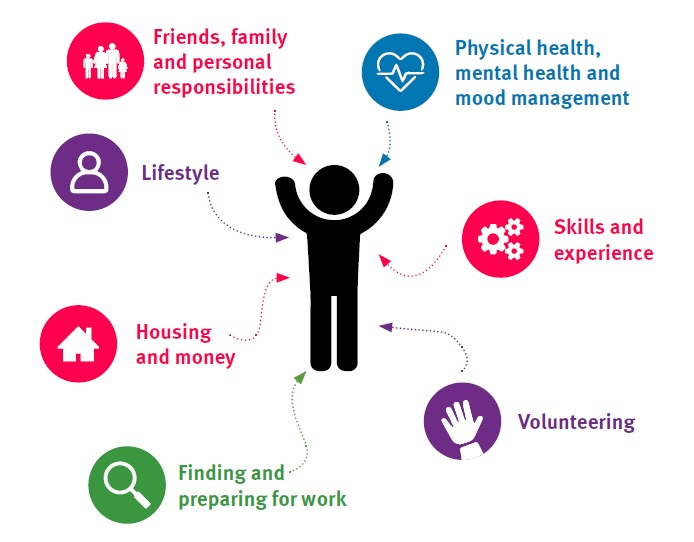 Friends, family
and personal
responsibilities
Physical health,
mental health and
mood management
Lifestyle
Skills and
experience
Housing
and money
Volunteering
Finding and
preparing for work